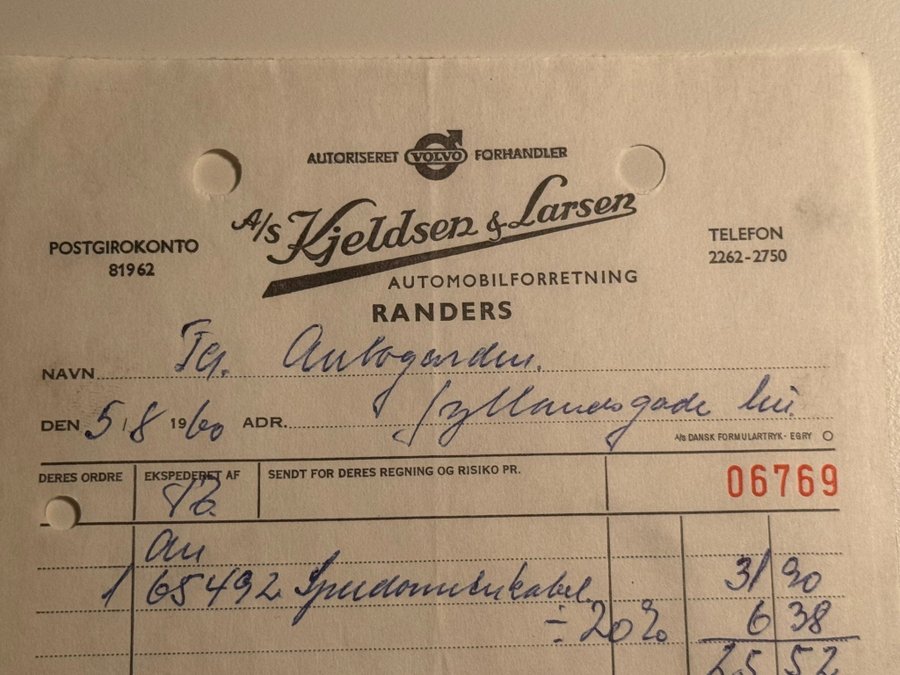 AUTORISERET VOLVO FORHANDLER
A/S Kjeldsen & Larsen
POSTGIROKONTO
81962
TELEFON
2262-2750
AUTOMOBILFORRETNING
RANDERS
NAVN Autogarden.
DEN 5/8 1960 ADR. Jyllandsgade
A/S DANSK FORMULARTRYK - EGRY
DERES ORDRE EKSPEDERET AF SENDT FOR DERES REGNING OG RISIKO PR. 06769
1 65492 Speedometerkabel 31 90
÷ 20% 6 38
25 52